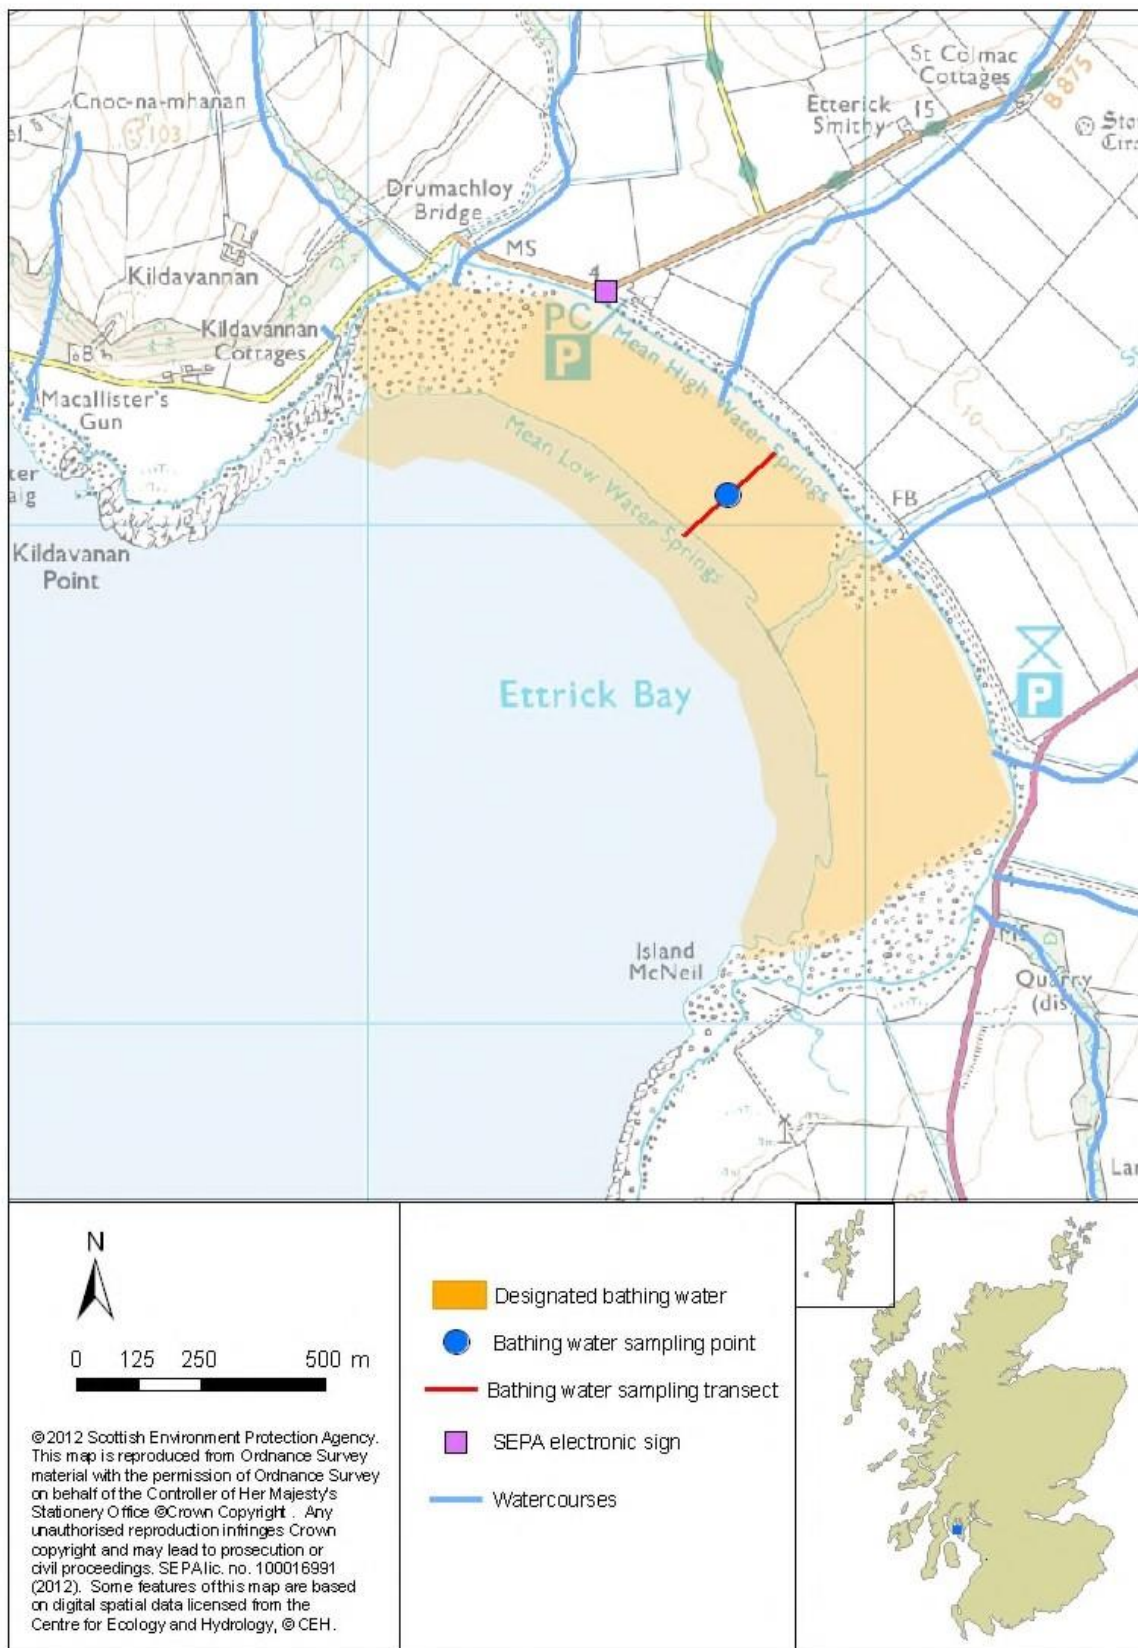 St Colmac
Cottages
B 875
Cnoc-na-mhanan
103
Etterick
Smithy
15
Drumachloy
Bridge
MS
4
Kildavannan
Kildavannan
Cottages
PC
P
Mean High Water Springs
10
Macallister's
Gun
Mean Low Water Springs
FB
Kildavanan
Point
P
Ettrick Bay
Island
McNeil
MS
Quarry
(dis)
Lar
N
0 125 250 500 m
©2012 Scottish Environment Protection Agency.
This map is reproduced from Ordnance Survey
material with the permission of Ordnance Survey
on behalf of the Controller of Her Majesty's
Stationery Office ©Crown Copyright . Any
unauthorised reproduction infringes Crown
copyright and may lead to prosecution or
civil proceedings. SEPA lic. no. 100016991
(2012). Some features of this map are based
on digital spatial data licensed from the
Centre for Ecology and Hydrology, © CEH.
Designated bathing water
Bathing water sampling point
Bathing water sampling transect
SEPA electronic sign
Watercourses